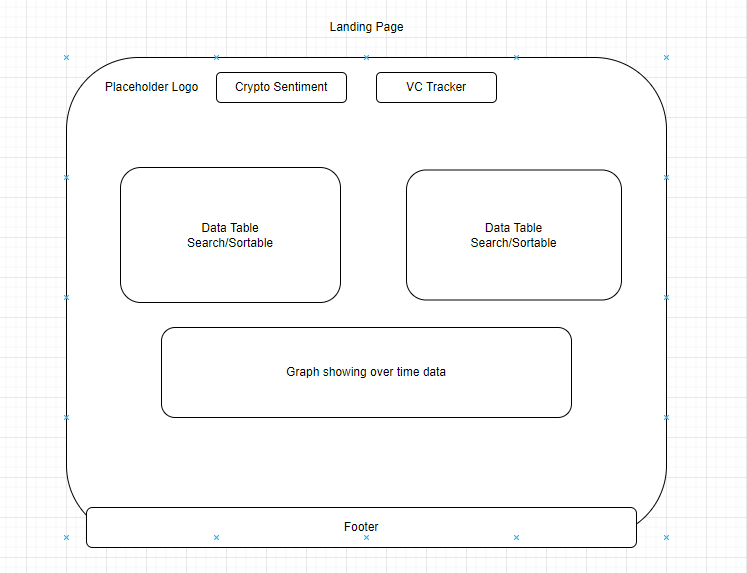 Landing Page
Placeholder Logo
Crypto Sentiment
VC Tracker
Data Table
Search/Sortable
Data Table
Search/Sortable
Graph showing over time data
Footer